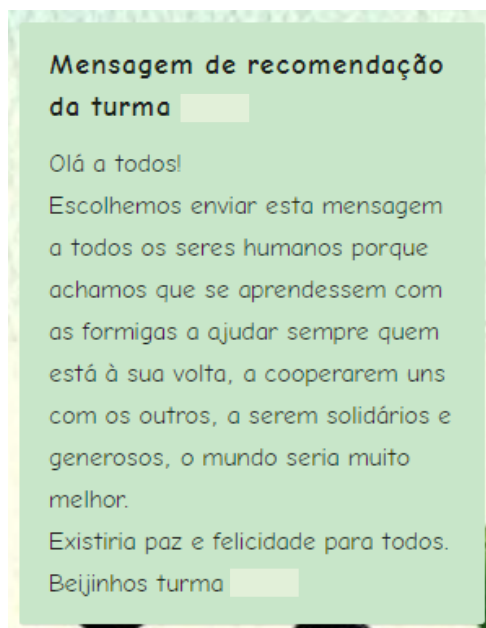 Mensagem de recomendação
da turma
Olá a todos!
Escolhemos enviar esta mensagem
a todos os seres humanos porque
achamos que se aprendessem com
as formigas a ajudar sempre quem
está à sua volta, a cooperarem uns
com os outros, a serem solidários e
generosos, o mundo seria muito
melhor.
Existiria paz e felicidade para todos.
Beijinhos turma